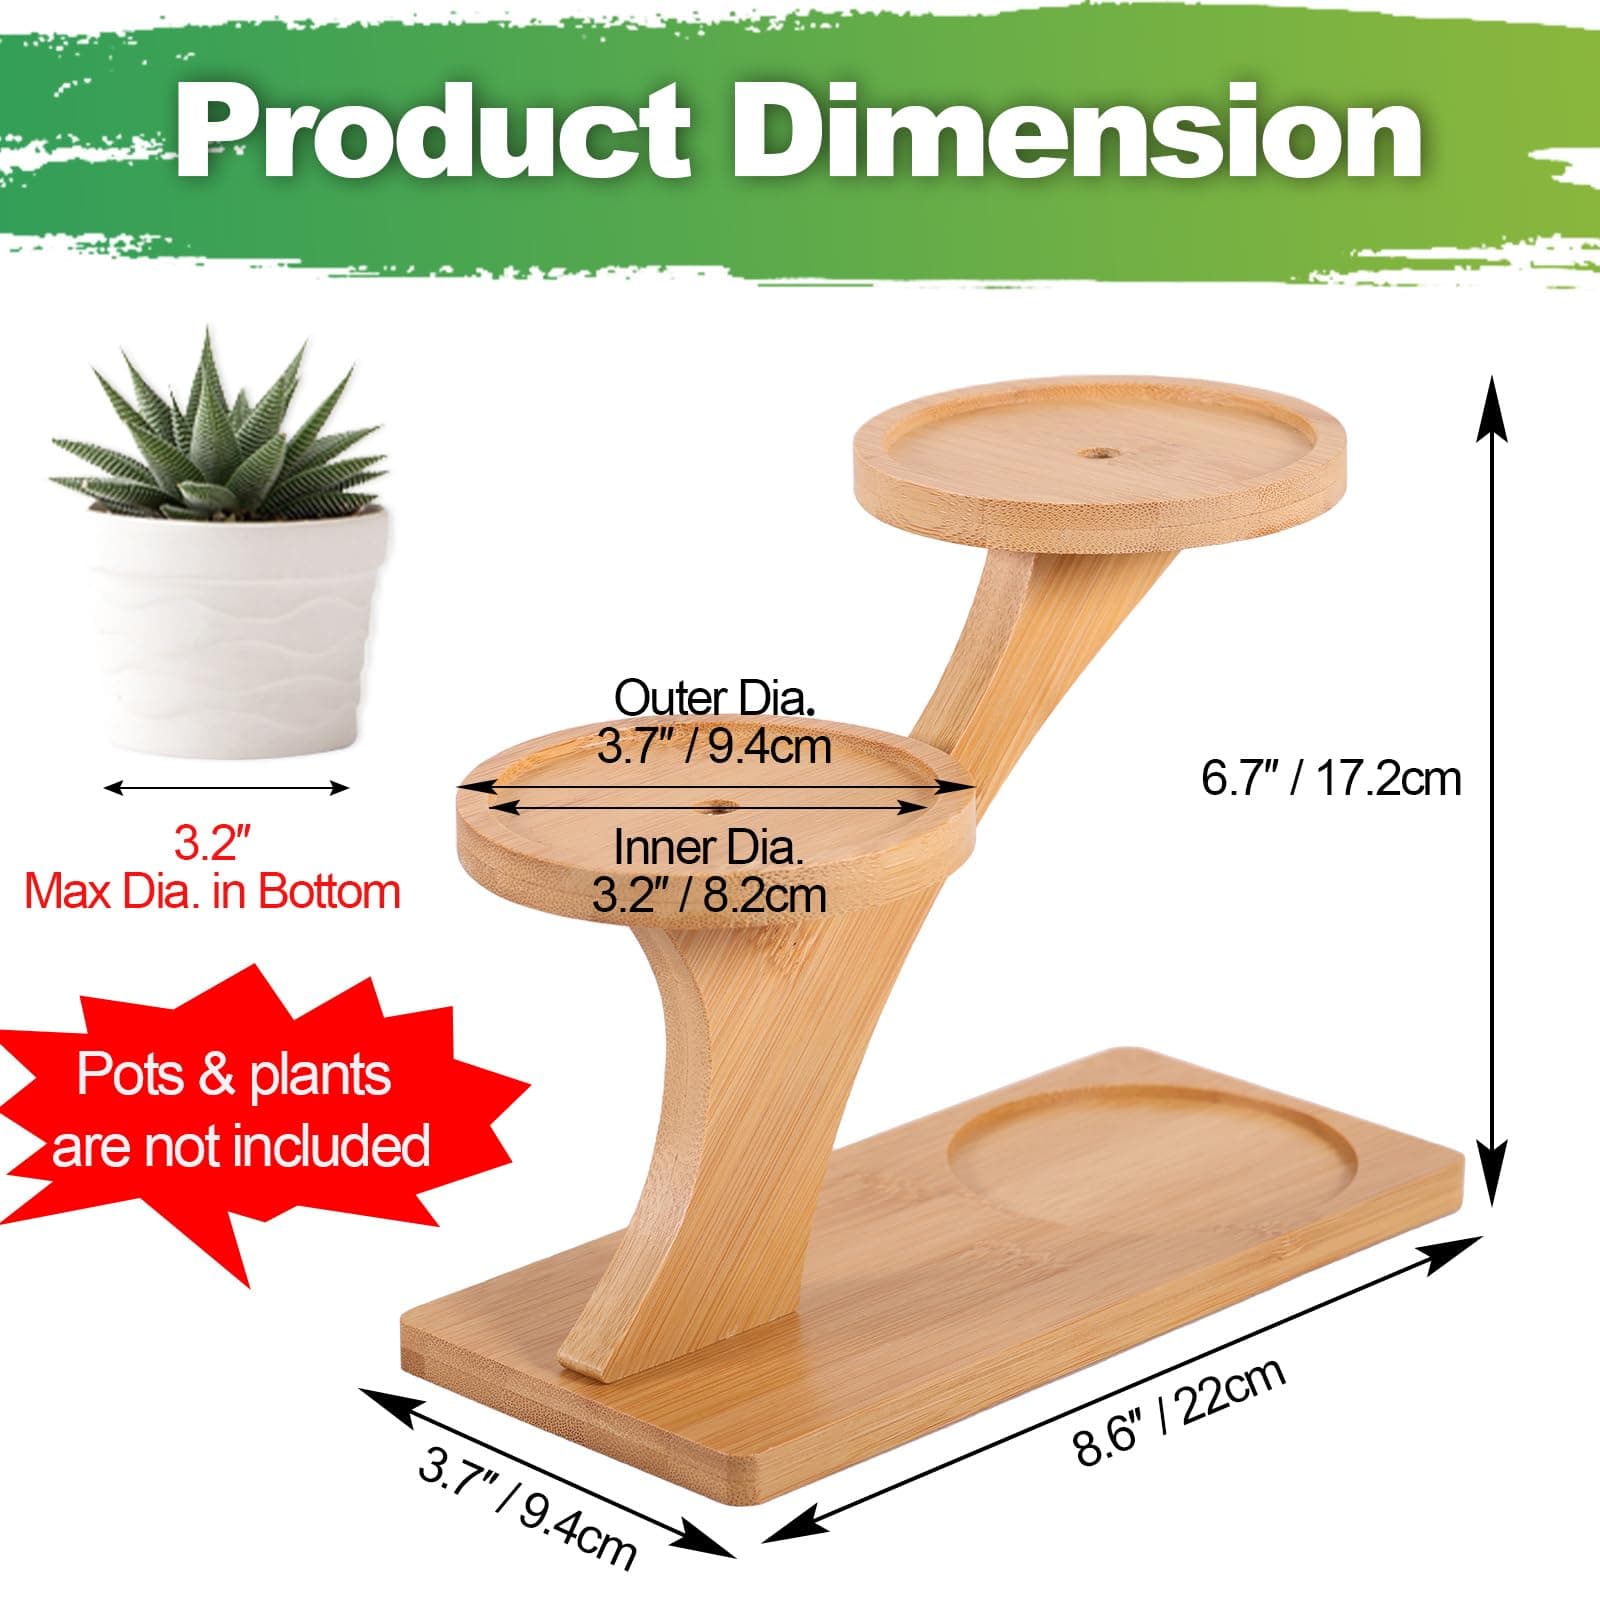 Product Dimension
Outer Dia.
3.7" / 9.4cm
Inner Dia.
3.2" / 8.2cm
6.7" / 17.2cm
3.2"
Max Dia. in Bottom
Pots & plants
are not included
3.7" / 9.4cm
8.6" / 22cm